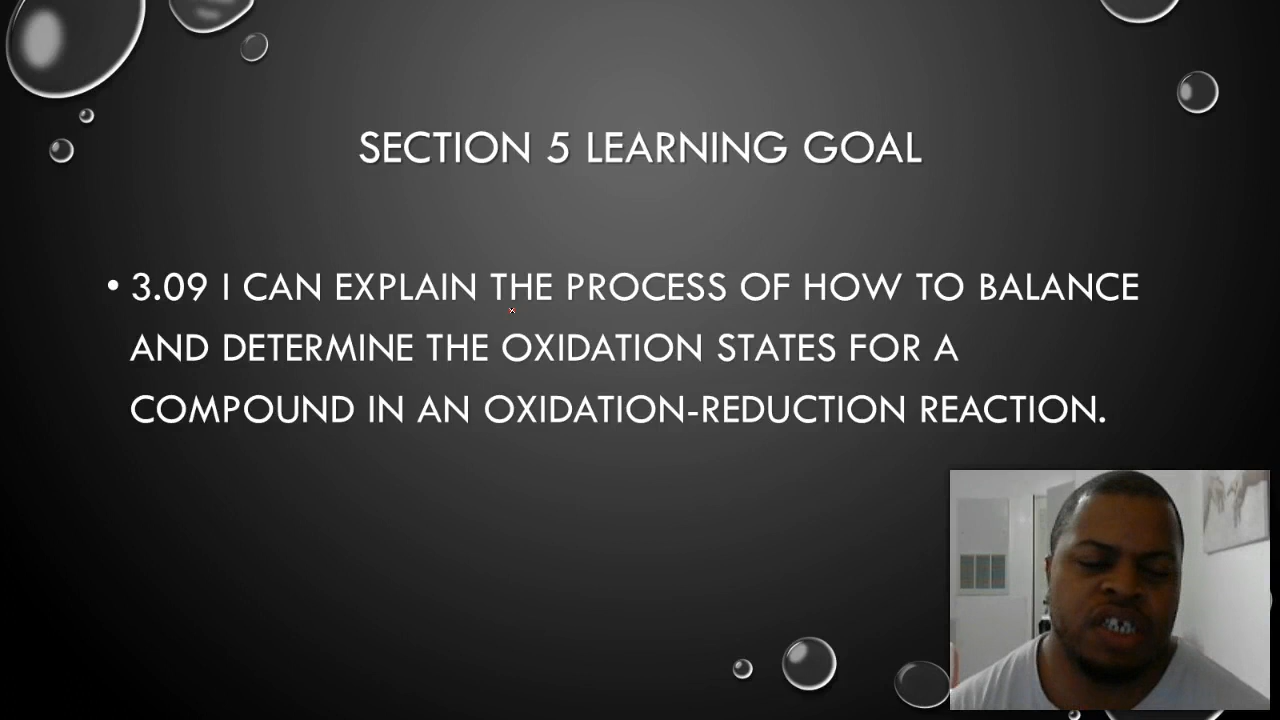 SECTION 5 LEARNING GOAL
• 3.09 I CAN EXPLAIN THE PROCESS OF HOW TO BALANCE
AND DETERMINE THE OXIDATION STATES FOR A
COMPOUND IN AN OXIDATION-REDUCTION REACTION.